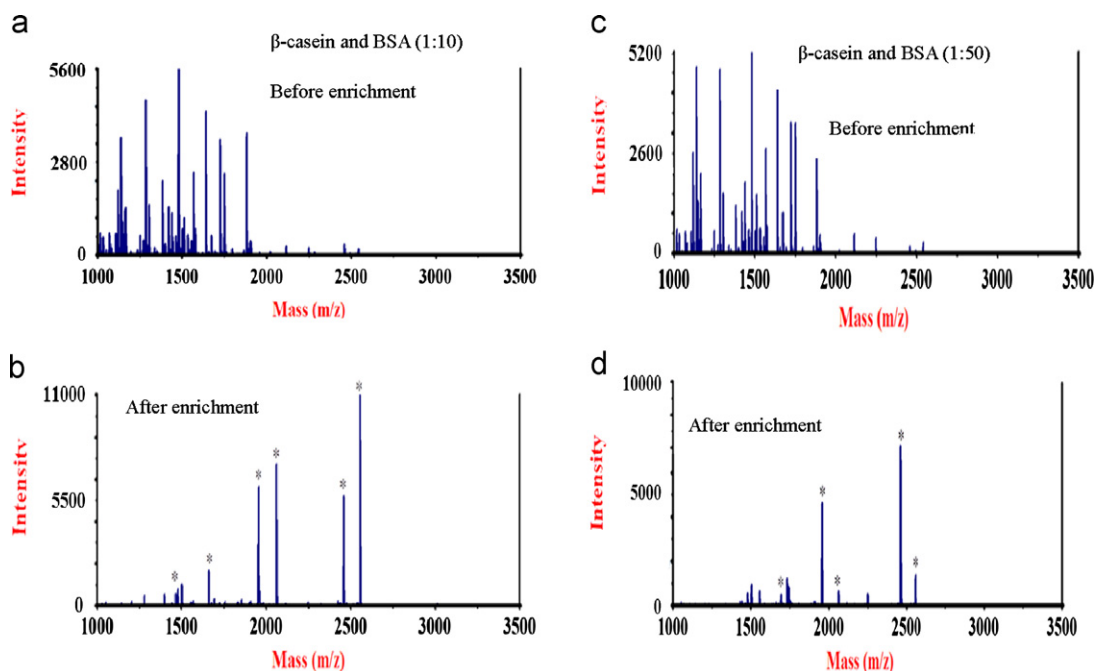 a
β-casein and BSA (1:10)
Before enrichment
5600
2800
0
Intensity
1000 1500 2000 2500 3000 3500
Mass (m/z)
c
β-casein and BSA (1:50)
Before enrichment
5200
2600
0
Intensity
1000 1500 2000 2500 3000 3500
Mass (m/z)
b
After enrichment
11000
5500
0
Intensity
* * * * * *
1000 1500 2000 2500 3000 3500
Mass (m/z)
d
After enrichment
10000
5000
0
Intensity
* * * * *
1000 1500 2000 2500 3000 3500
Mass (m/z)